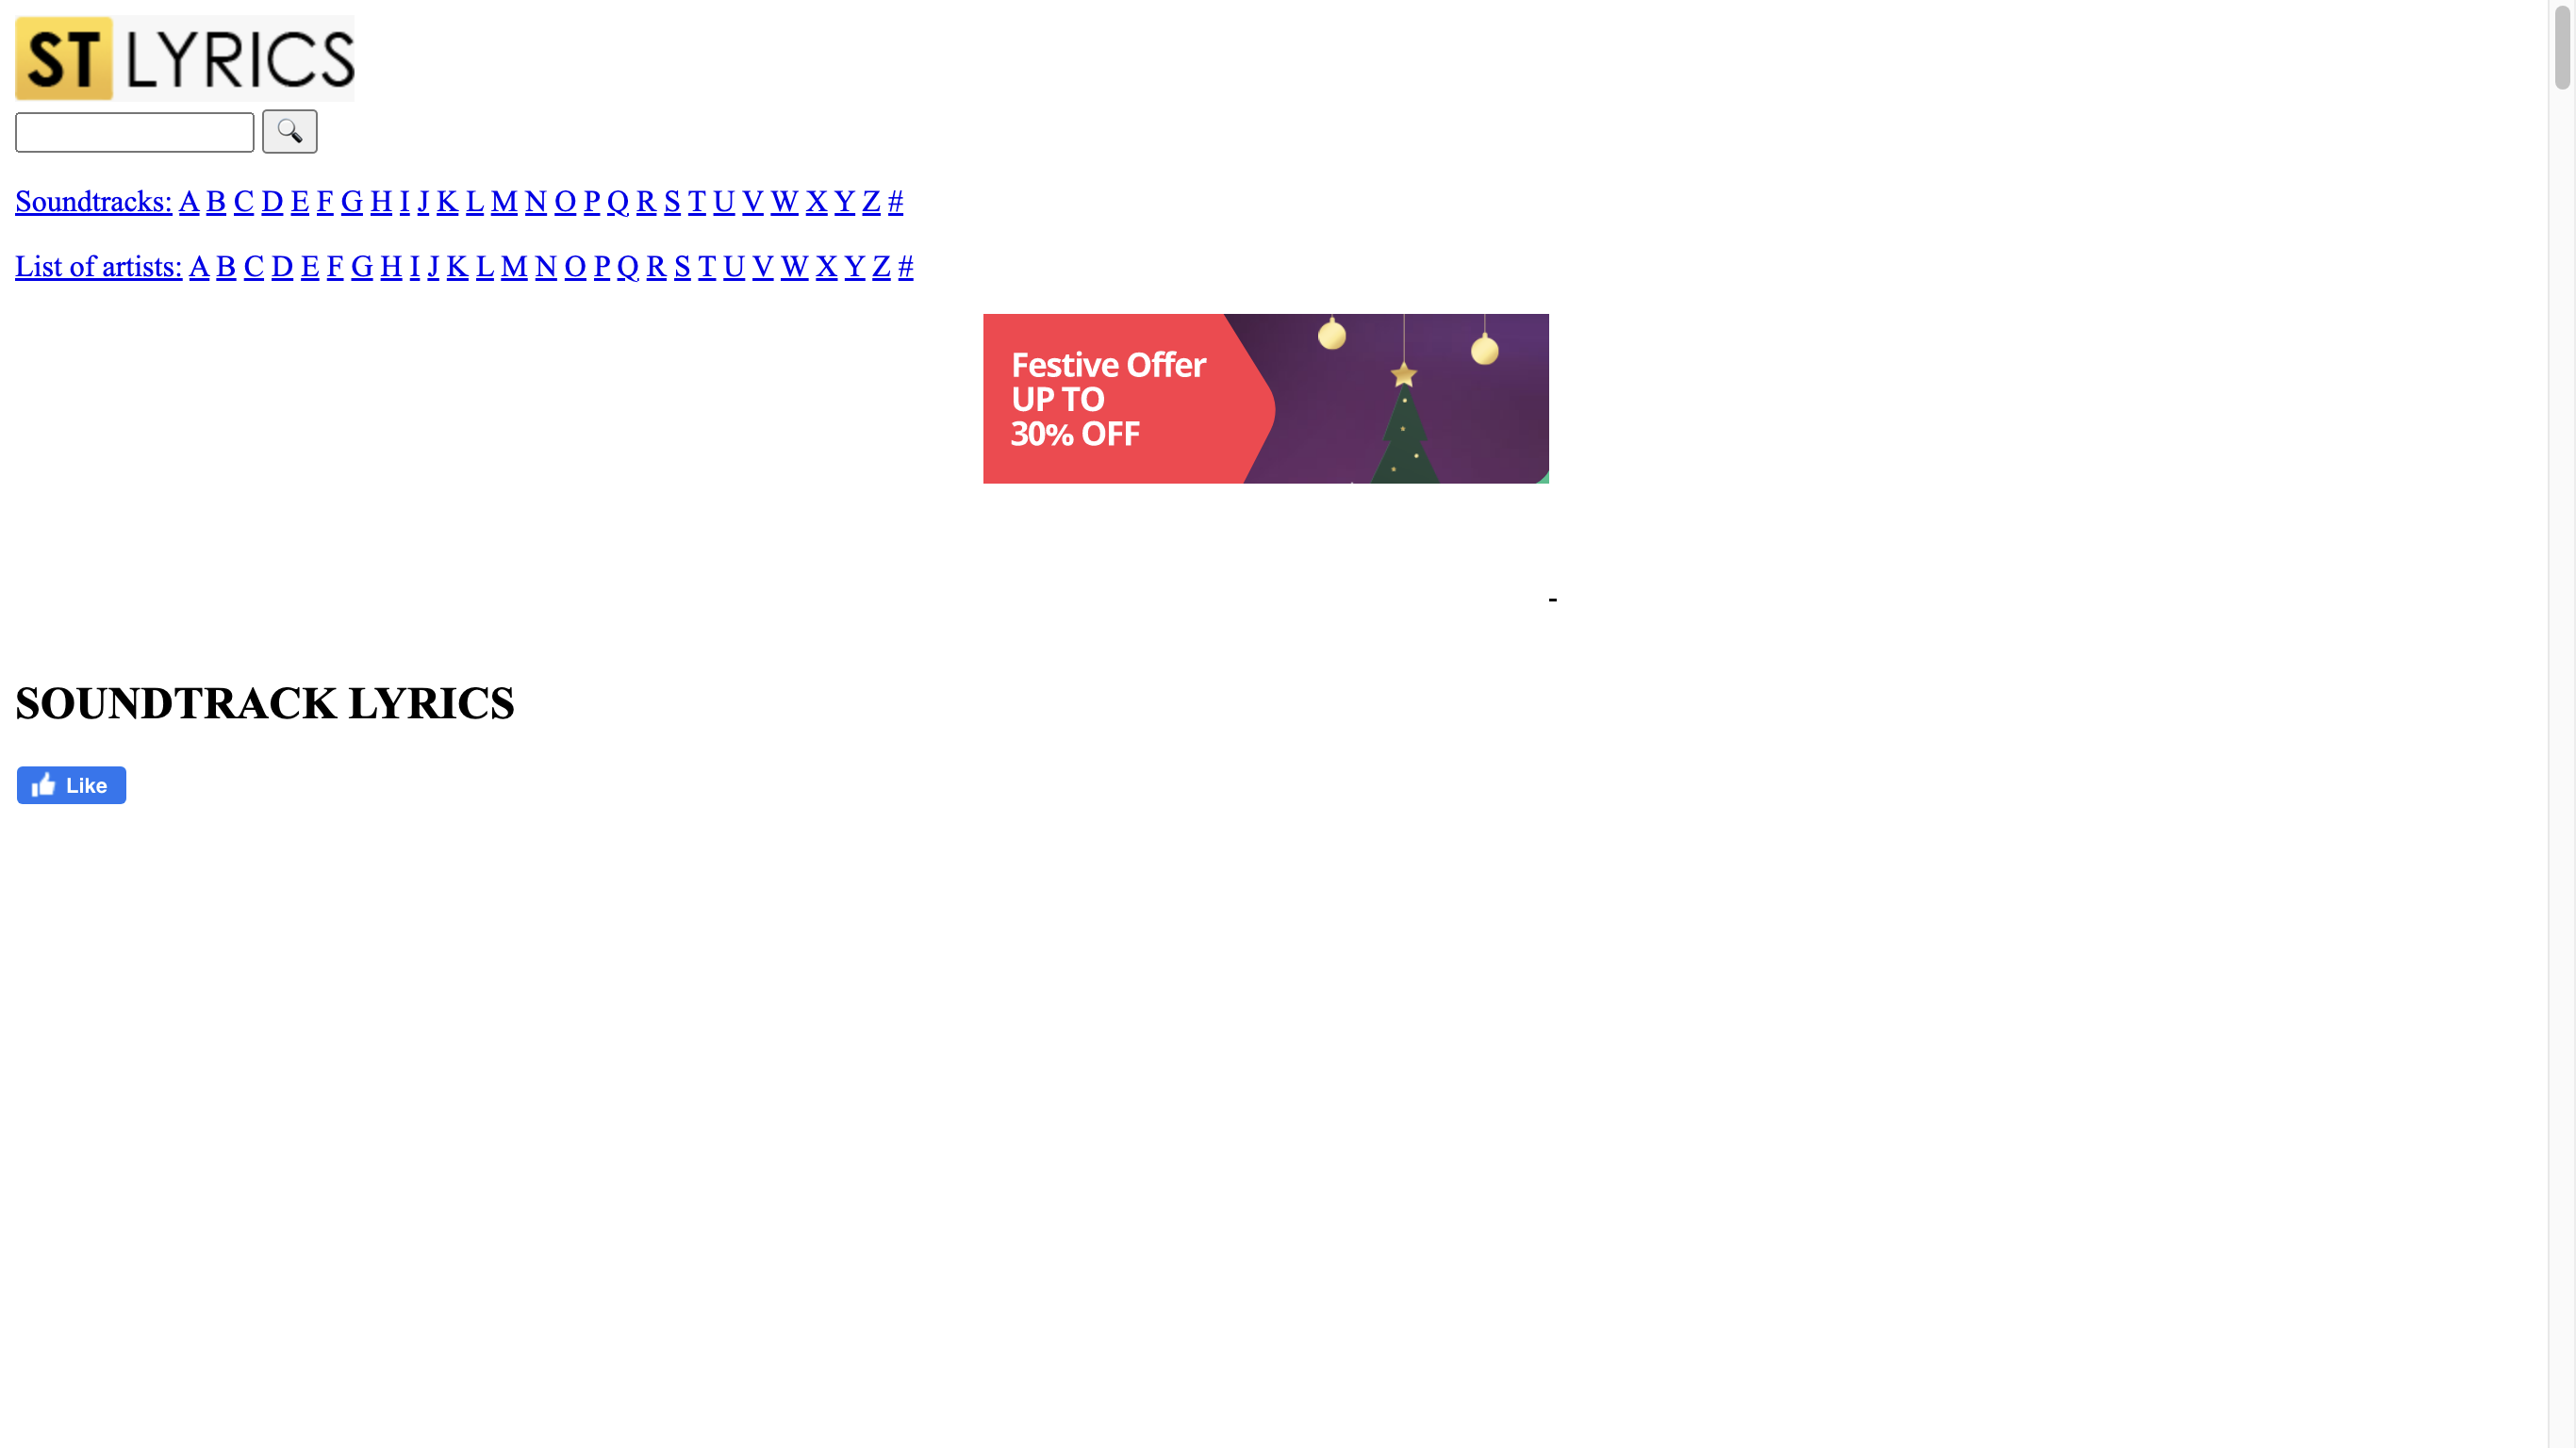 ST LYRICS
Soundtracks: A B C D E F G H I J K L M N O P Q R S T U V W X Y Z #
List of artists: A B C D E F G H I J K L M N O P Q R S T U V W X Y Z #
Festive Offer
UP TO
30% OFF
-
SOUNDTRACK LYRICS
Like